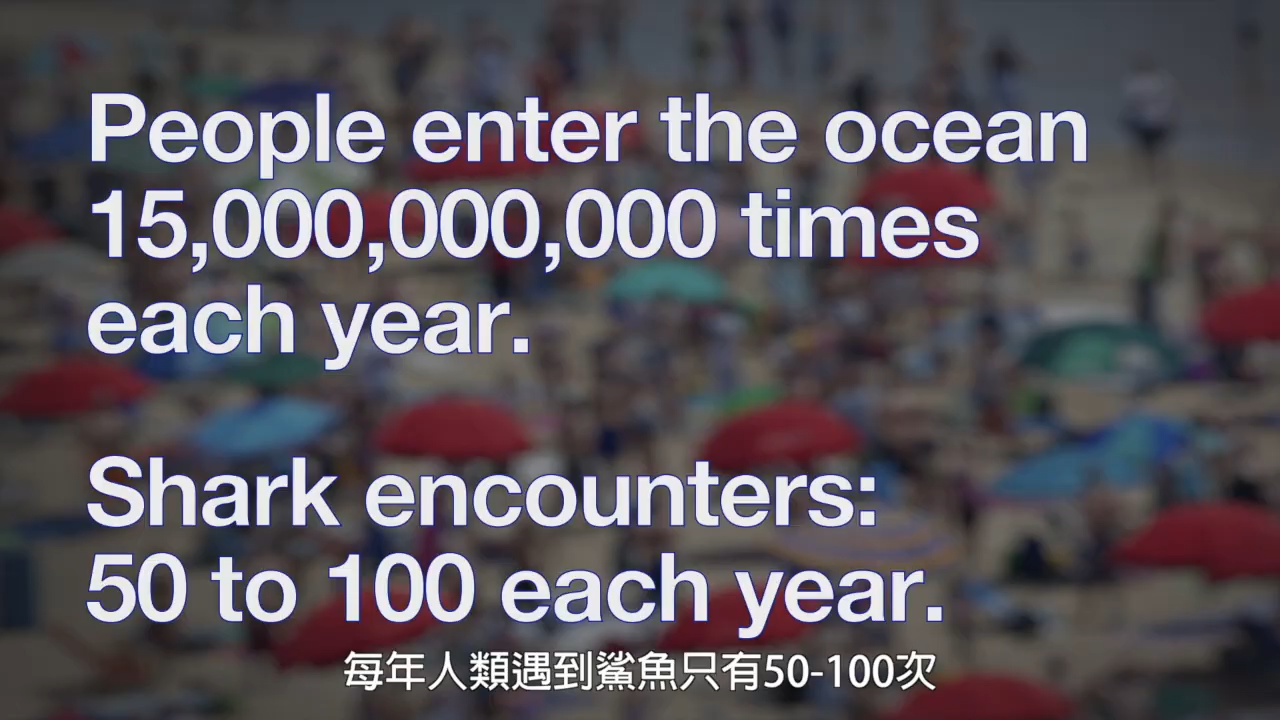 People enter the ocean
15,000,000,000 times
each year.
Shark encounters:
50 to 100 each year.
每年人類遇到鯊魚只有50-100次